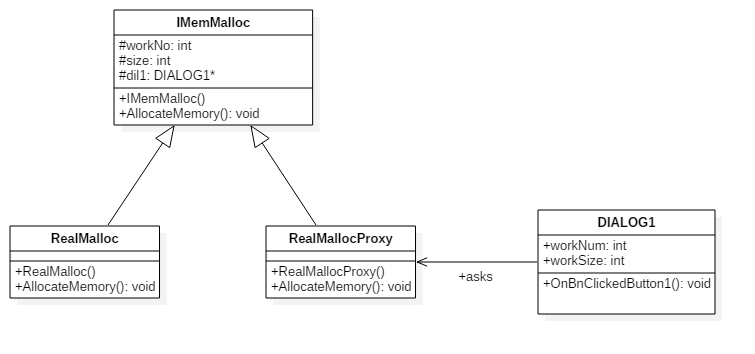 IMemMalloc
#workNo: int
#size: int
#dil1: DIALOG1*
+IMemMalloc()
+AllocateMemory(): void
RealMalloc
+RealMalloc()
+AllocateMemory(): void
RealMallocProxy
+RealMallocProxy()
+AllocateMemory(): void
+asks
DIALOG1
+workNum: int
+workSize: int
+OnBnClickedButton1(): void